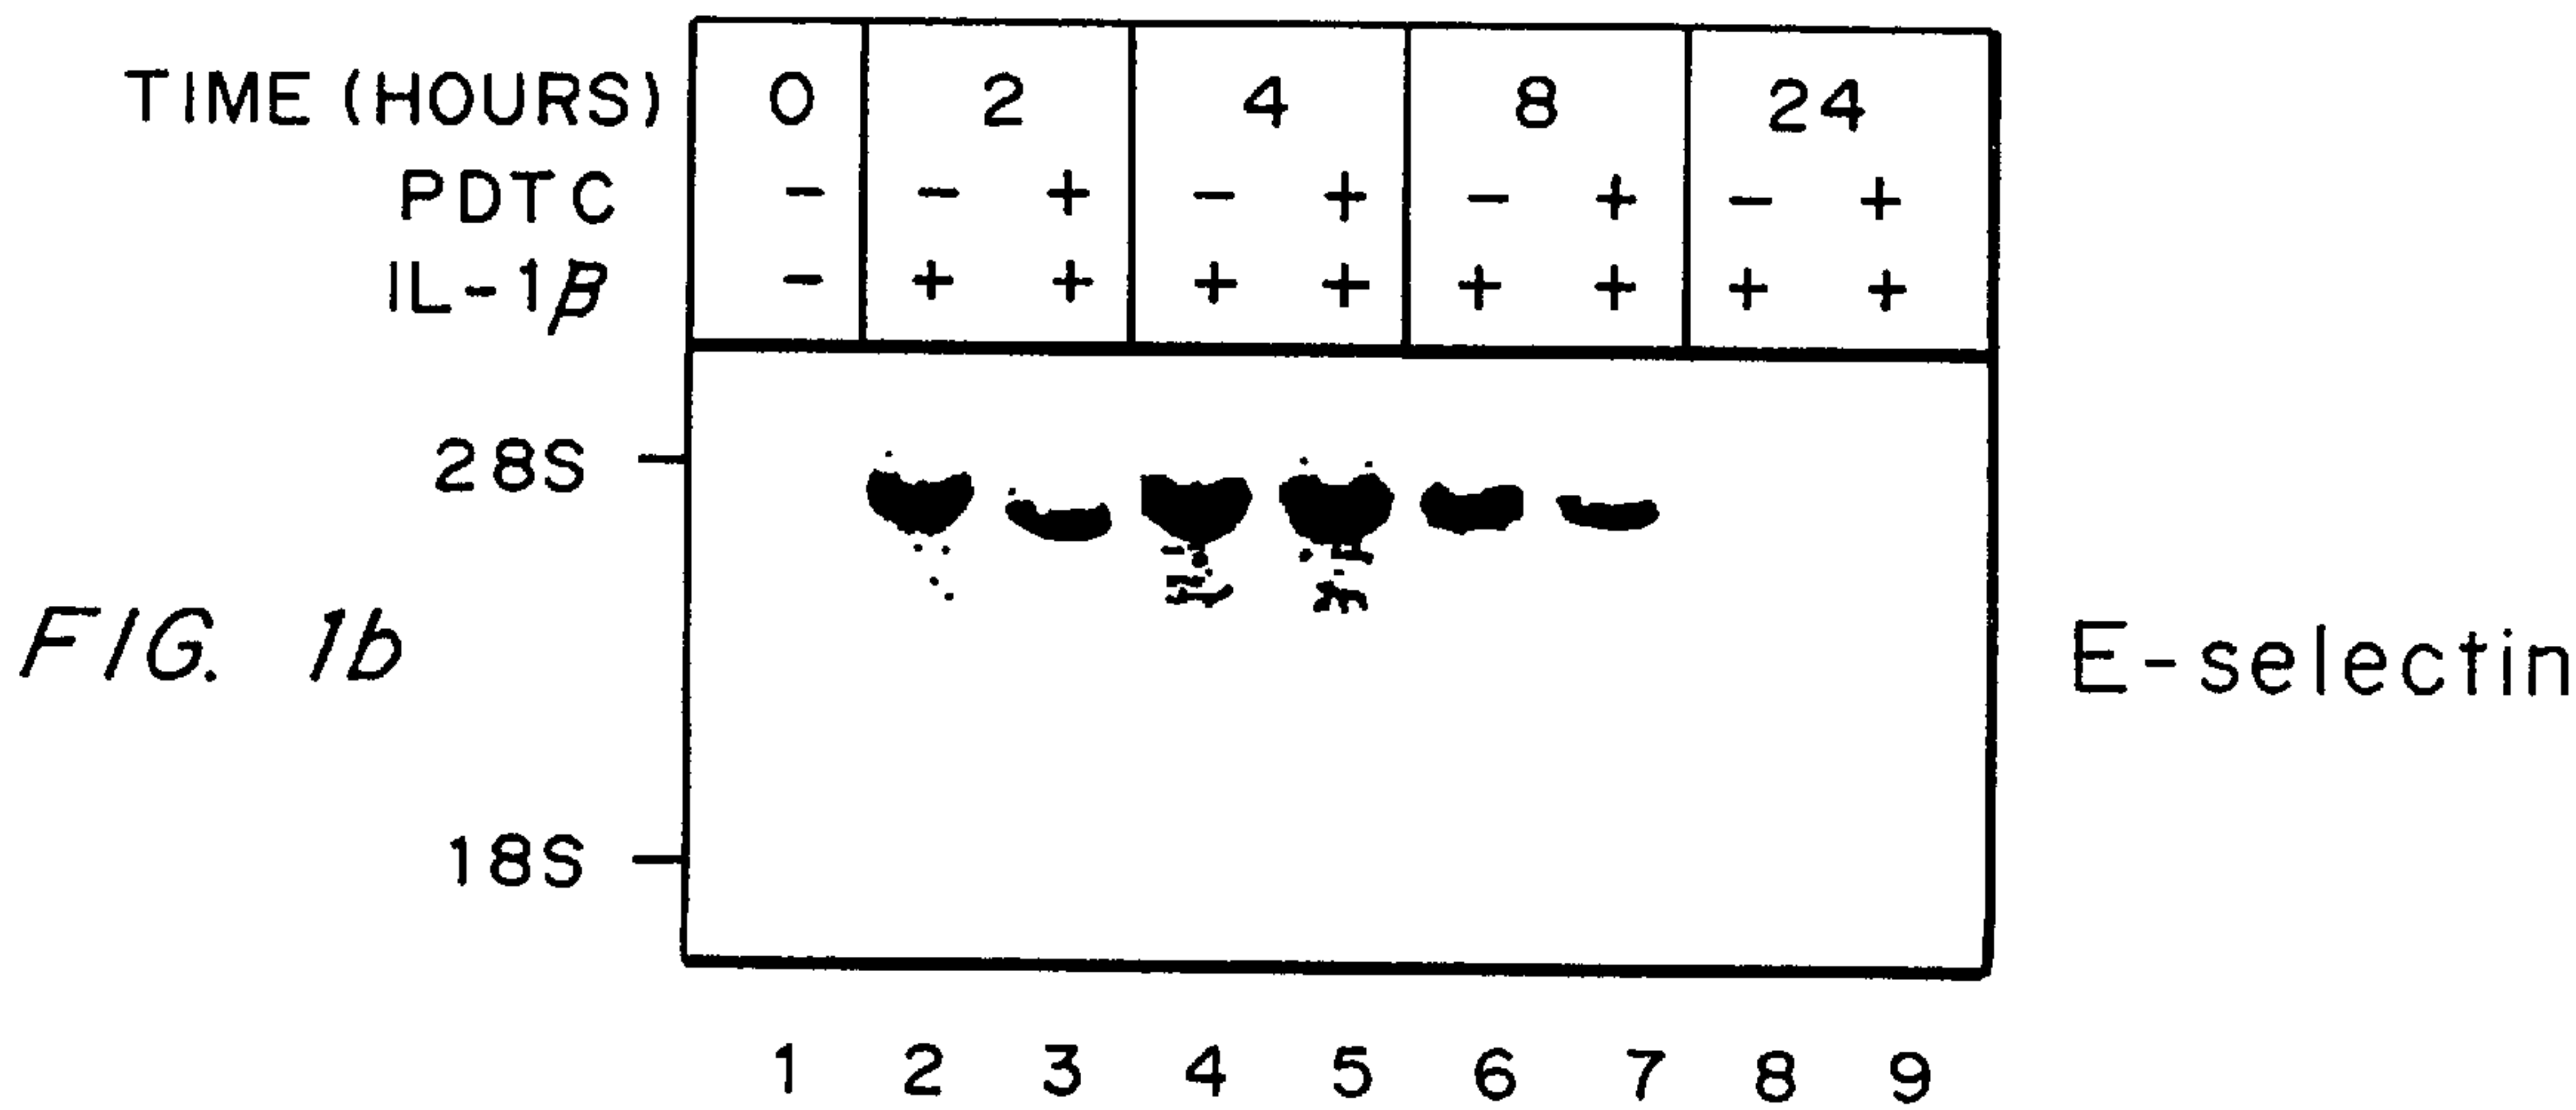 TIME (HOURS) 0 2 4 8 24
PDTC - - + - + - + - +
IL-1β - + + + + + + + +
28S
FIG. 1b
E-selectin
18S
1 2 3 4 5 6 7 8 9